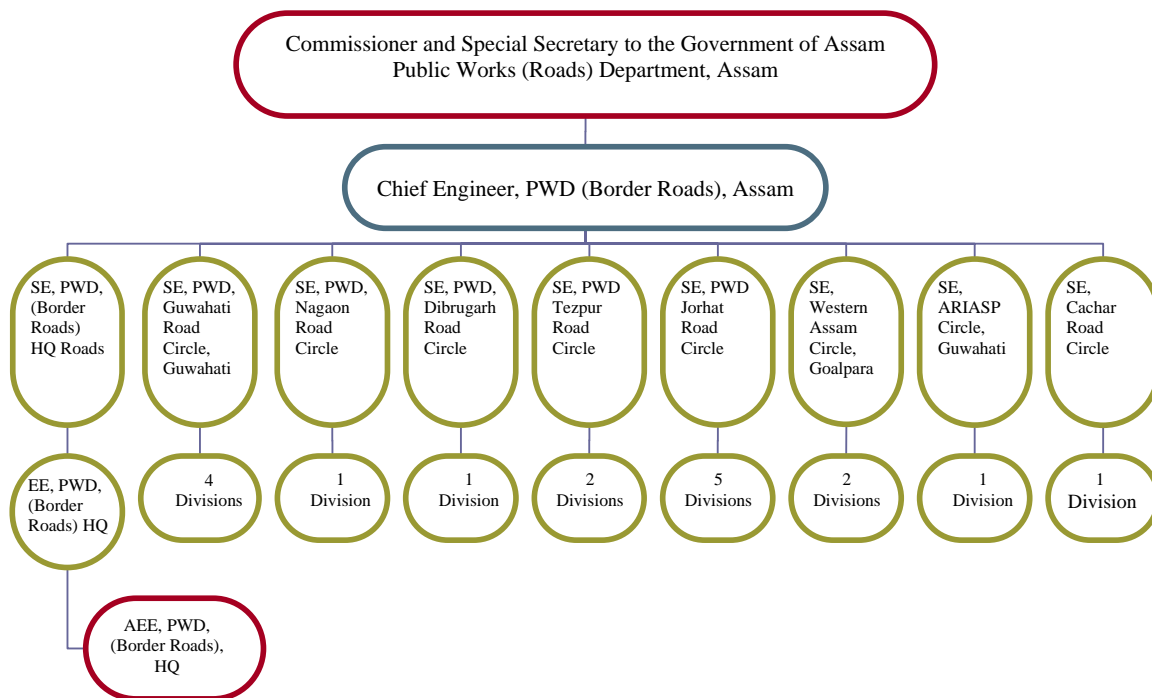 Commissioner and Special Secretary to the Government of Assam
Public Works (Roads) Department, Assam
Chief Engineer, PWD (Border Roads), Assam
SE, PWD,
(Border
Roads)
HQ Roads
SE, PWD,
Guwahati
Road
Circle,
Guwahati
SE, PWD,
Nagaon
Road
Circle
SE, PWD,
Dibrugarh
Road
Circle
SE, PWD
Tezpur
Road
Circle
SE, PWD
Jorhat
Road
Circle
SE,
Western
Assam
Circle,
Goalpara
SE,
ARIASP
Circle,
Guwahati
SE,
Cachar
Road
Circle
EE, PWD,
(Border
Roads) HQ
4
Divisions
1
Division
1
Division
2
Divisions
5
Divisions
2
Divisions
1
Division
1
Division
AEE, PWD,
(Border Roads),
HQ